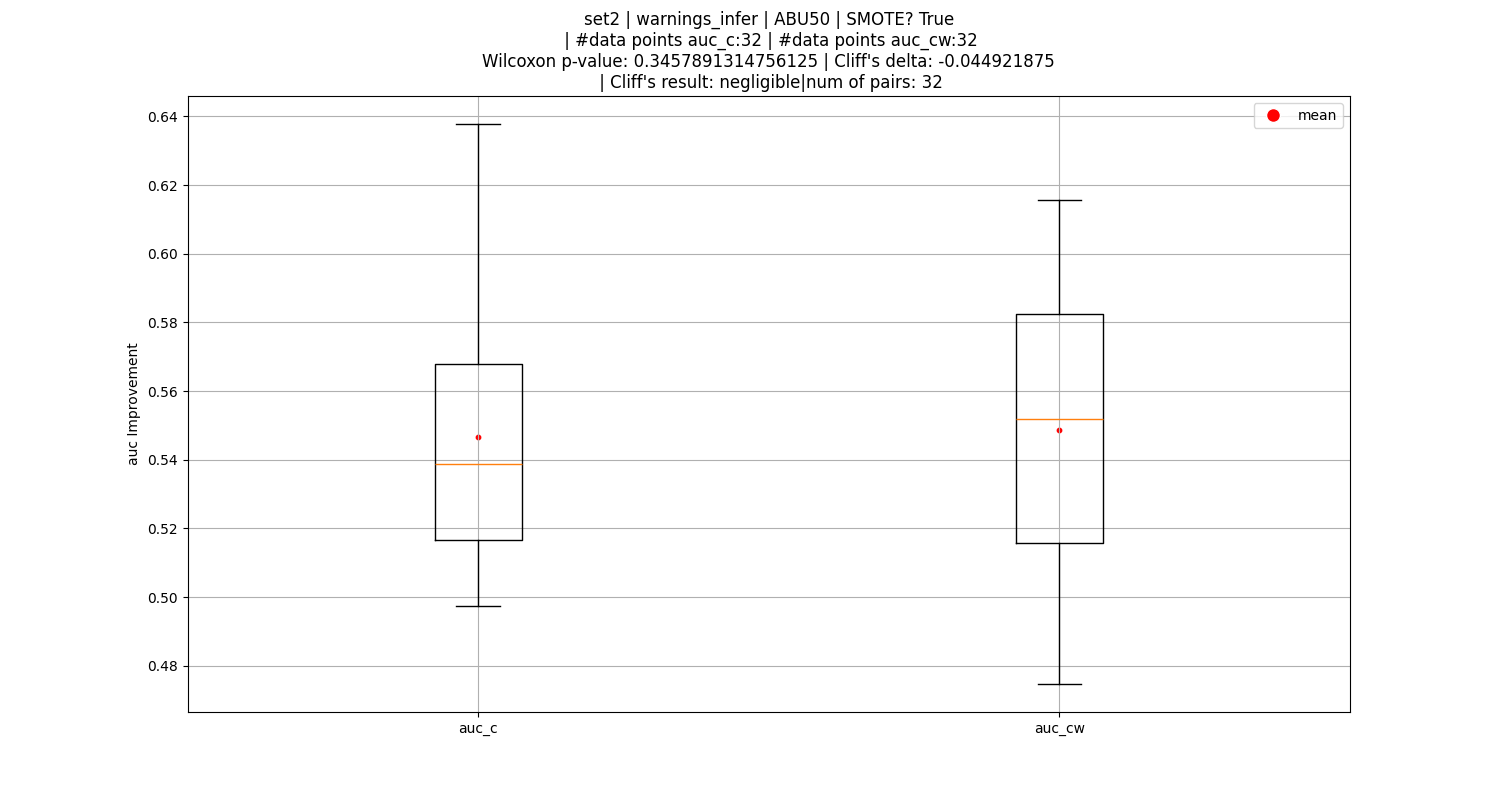 set2 | warnings_infer | ABU50 | SMOTE? True
| #data points auc_c:32 | #data points auc_cw:32
Wilcoxon p-value: 0.3457891314756125 | Cliff's delta: -0.044921875
| Cliff's result: negligible|num of pairs: 32
mean
0.64
0.62
0.60
0.58
0.56
0.54
0.52
0.50
0.48
auc Improvement
auc_c
auc_cw